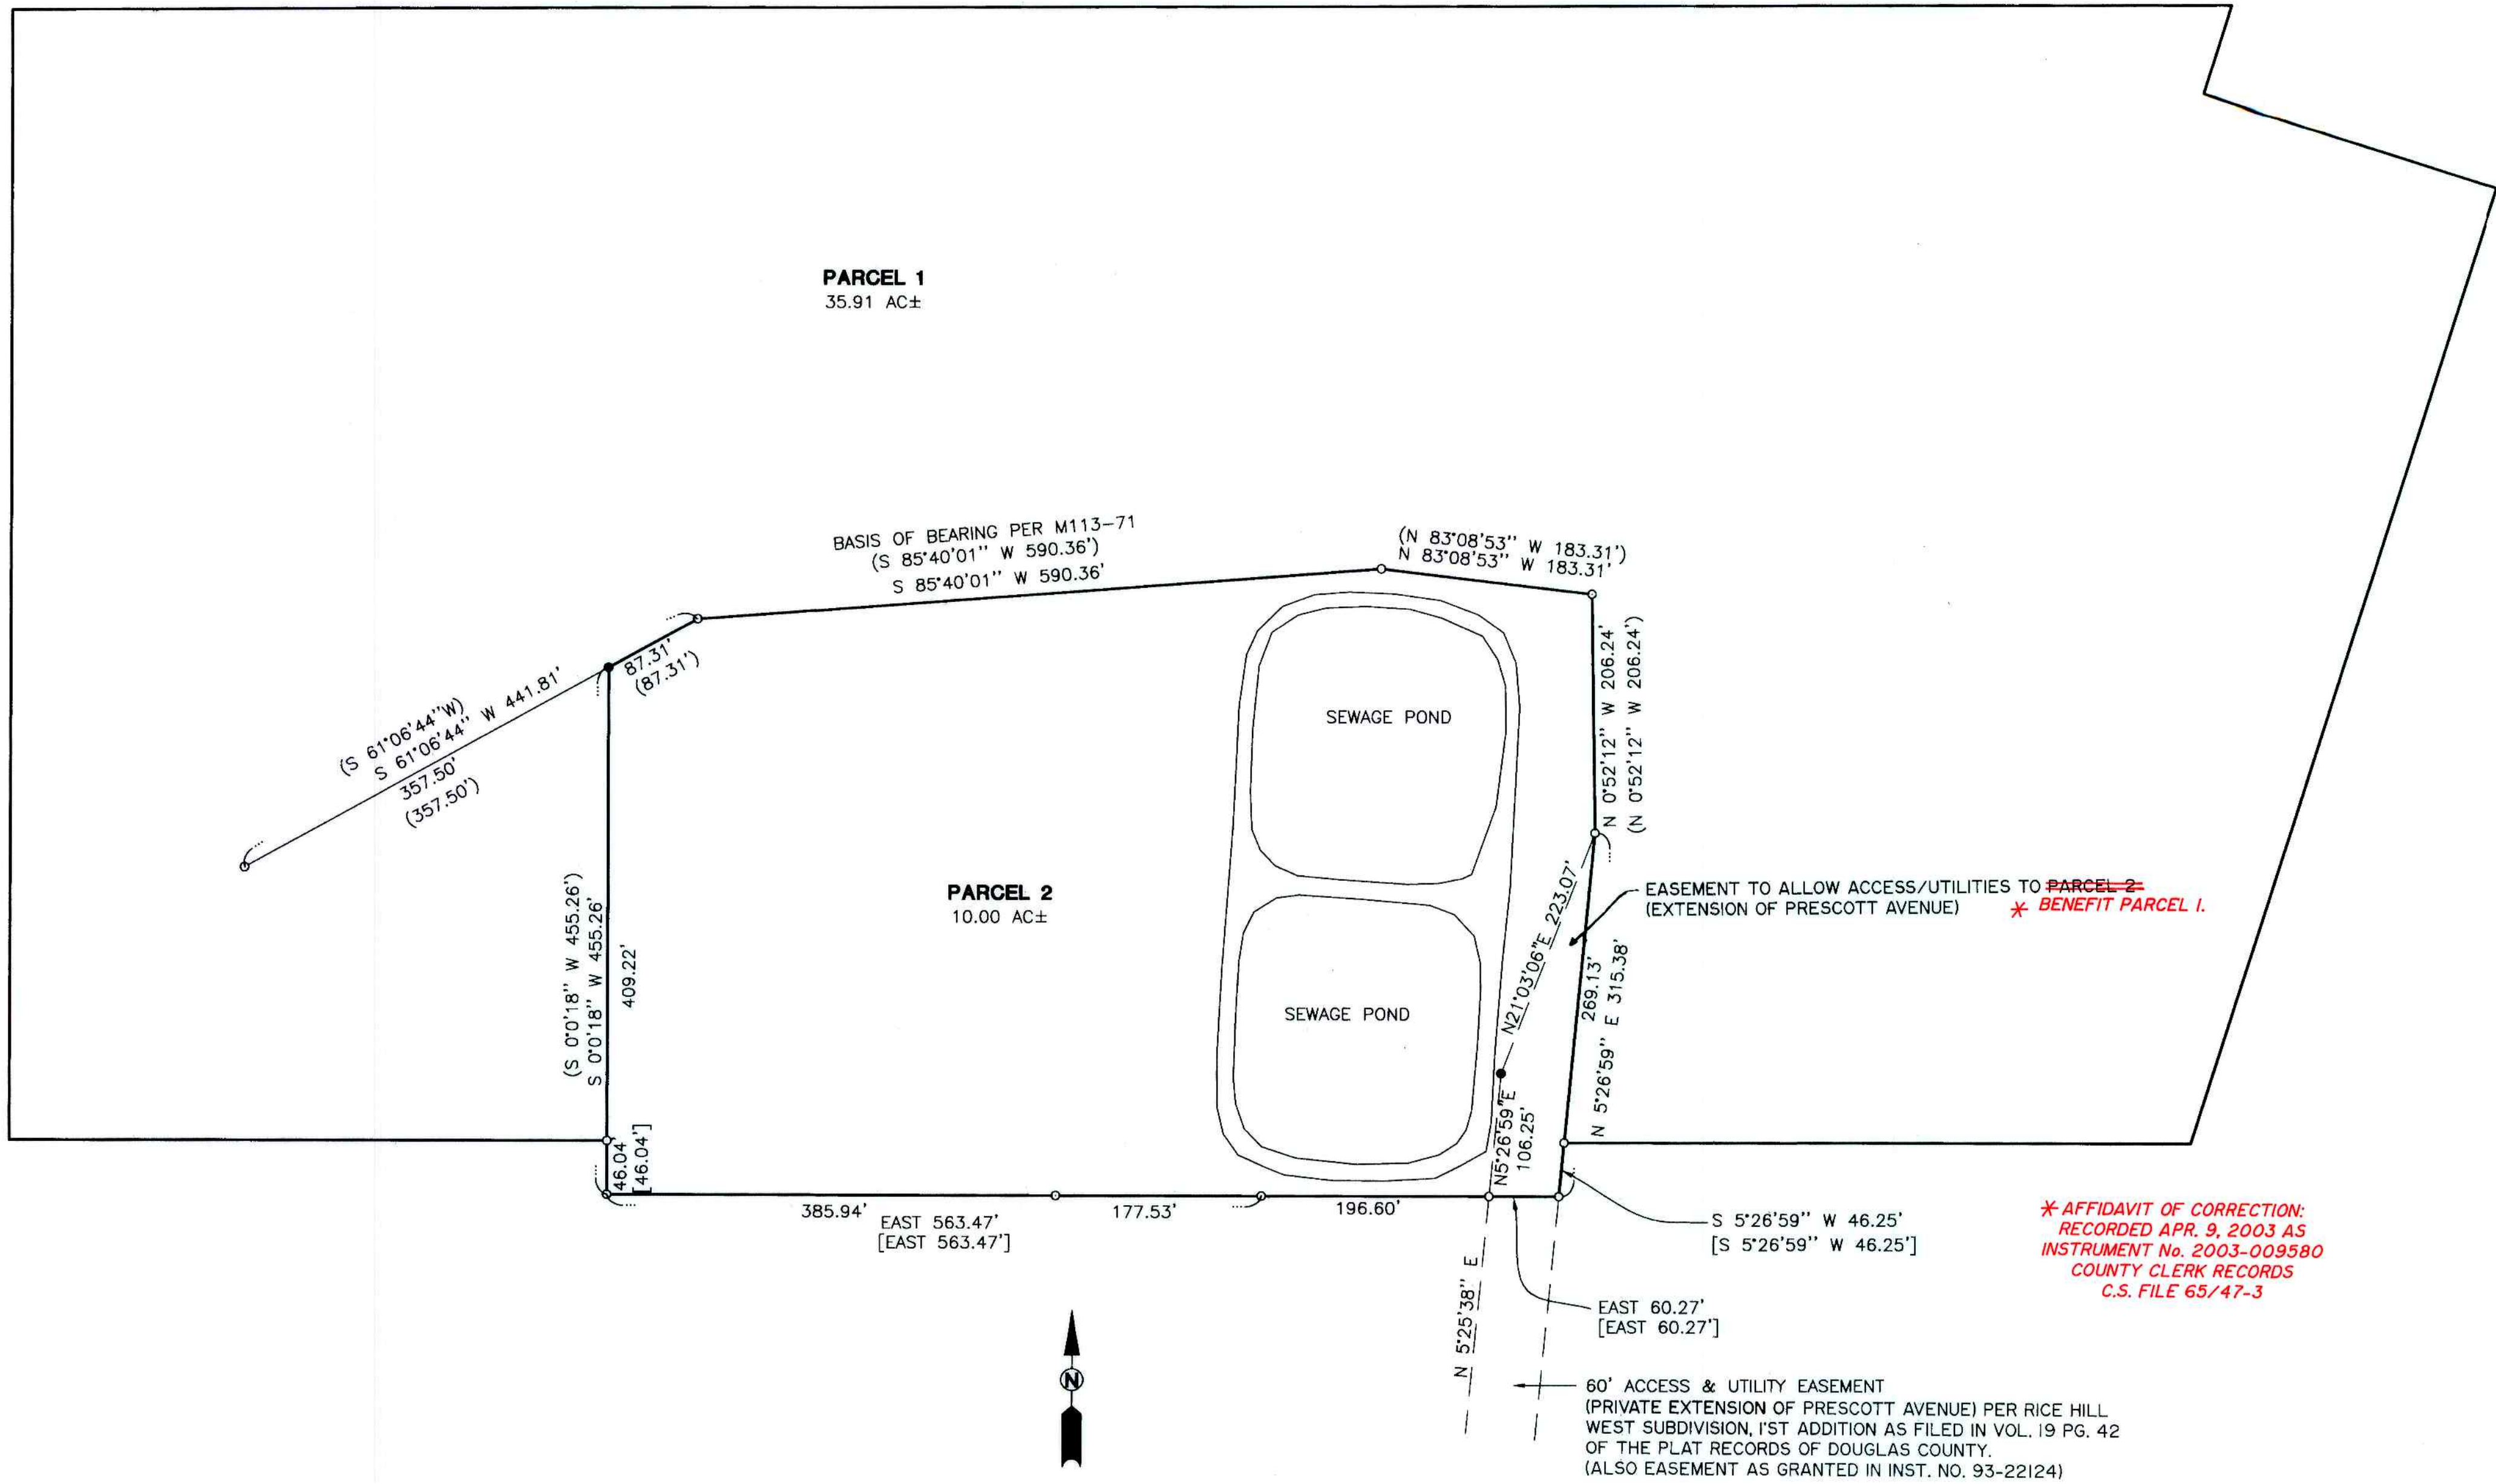 PARCEL 1
35.91 AC±
BASIS OF BEARING PER M113-71
(S 85°40'01" W 590.36')
S 85°40'01" W 590.36'
(N 83°08'53" W 183.31')
N 83°08'53" W 183.31'
87.31'
(87.31')
(S 61°06'44"W)
S 61°06'44" W 441.81'
357.50'
(357.50')
N 0°52'12" W 206.24'
(N 0°52'12" W 206.24')
SEWAGE POND
PARCEL 2
10.00 AC±
(S 0°0'18" W 455.26')
S 0°0'18" W 455.26'
409.22'
N21°03'06"E 223.07'
EASEMENT TO ALLOW ACCESS/UTILITIES TO PARCEL 2
(EXTENSION OF PRESCOTT AVENUE) * BENEFIT PARCEL 1.
269.13'
N 5°26'59" E 315.38'
SEWAGE POND
N5°26'59"E
106.25'
46.04'
[46.04']
385.94'
EAST 563.47'
[EAST 563.47']
177.53'
196.60'
S 5°26'59" W 46.25'
[S 5°26'59" W 46.25']
* AFFIDAVIT OF CORRECTION:
RECORDED APR. 9, 2003 AS
INSTRUMENT No. 2003-009580
COUNTY CLERK RECORDS
C.S. FILE 65/47-3
N 5°25'38" E
EAST 60.27'
[EAST 60.27']
N
60' ACCESS & UTILITY EASEMENT
(PRIVATE EXTENSION OF PRESCOTT AVENUE) PER RICE HILL
WEST SUBDIVISION, 1'ST ADDITION AS FILED IN VOL. 19 PG. 42
OF THE PLAT RECORDS OF DOUGLAS COUNTY.
(ALSO EASEMENT AS GRANTED IN INST. NO. 93-22124)